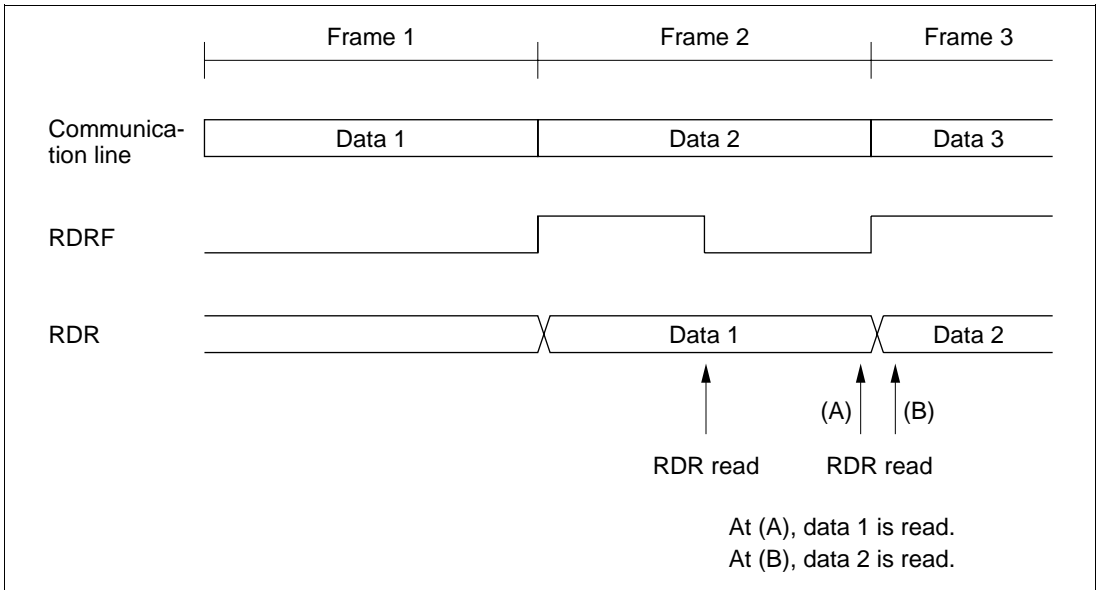 Frame 1 Frame 2 Frame 3
Communica-
tion line
Data 1 Data 2 Data 3
RDRF
RDR
Data 1 Data 2
(A) (B)
RDR read RDR read
At (A), data 1 is read.
At (B), data 2 is read.